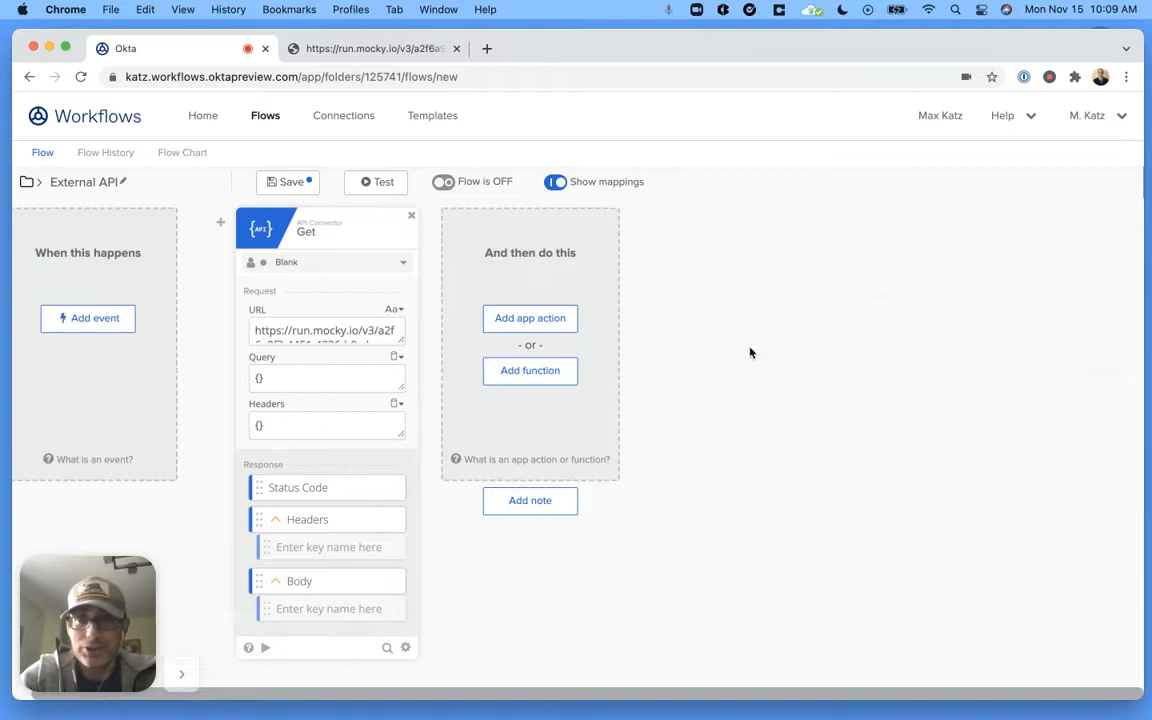 Chrome File Edit View History Bookmarks Profiles Tab Window Help Mon Nov 15 10:09 AM
Okta https://run.mocky.io/v3/a2f6a9
katz.workflows.oktapreview.com/app/folders/125741/flows/new
Workflows Home Flows Connections Templates Max Katz Help M. Katz
Flow Flow History Flow Chart
External API Save Test Flow is OFF Show mappings
When this happens
Add event
What is an event?
{API} API Connector
Get
Blank
Request
URL Aa
https://run.mocky.io/v3/a2f
Query
{}
Headers
{}
Response
Status Code
Headers
Enter key name here
Body
Enter key name here
And then do this
Add app action
- or -
Add function
What is an app action or function?
Add note